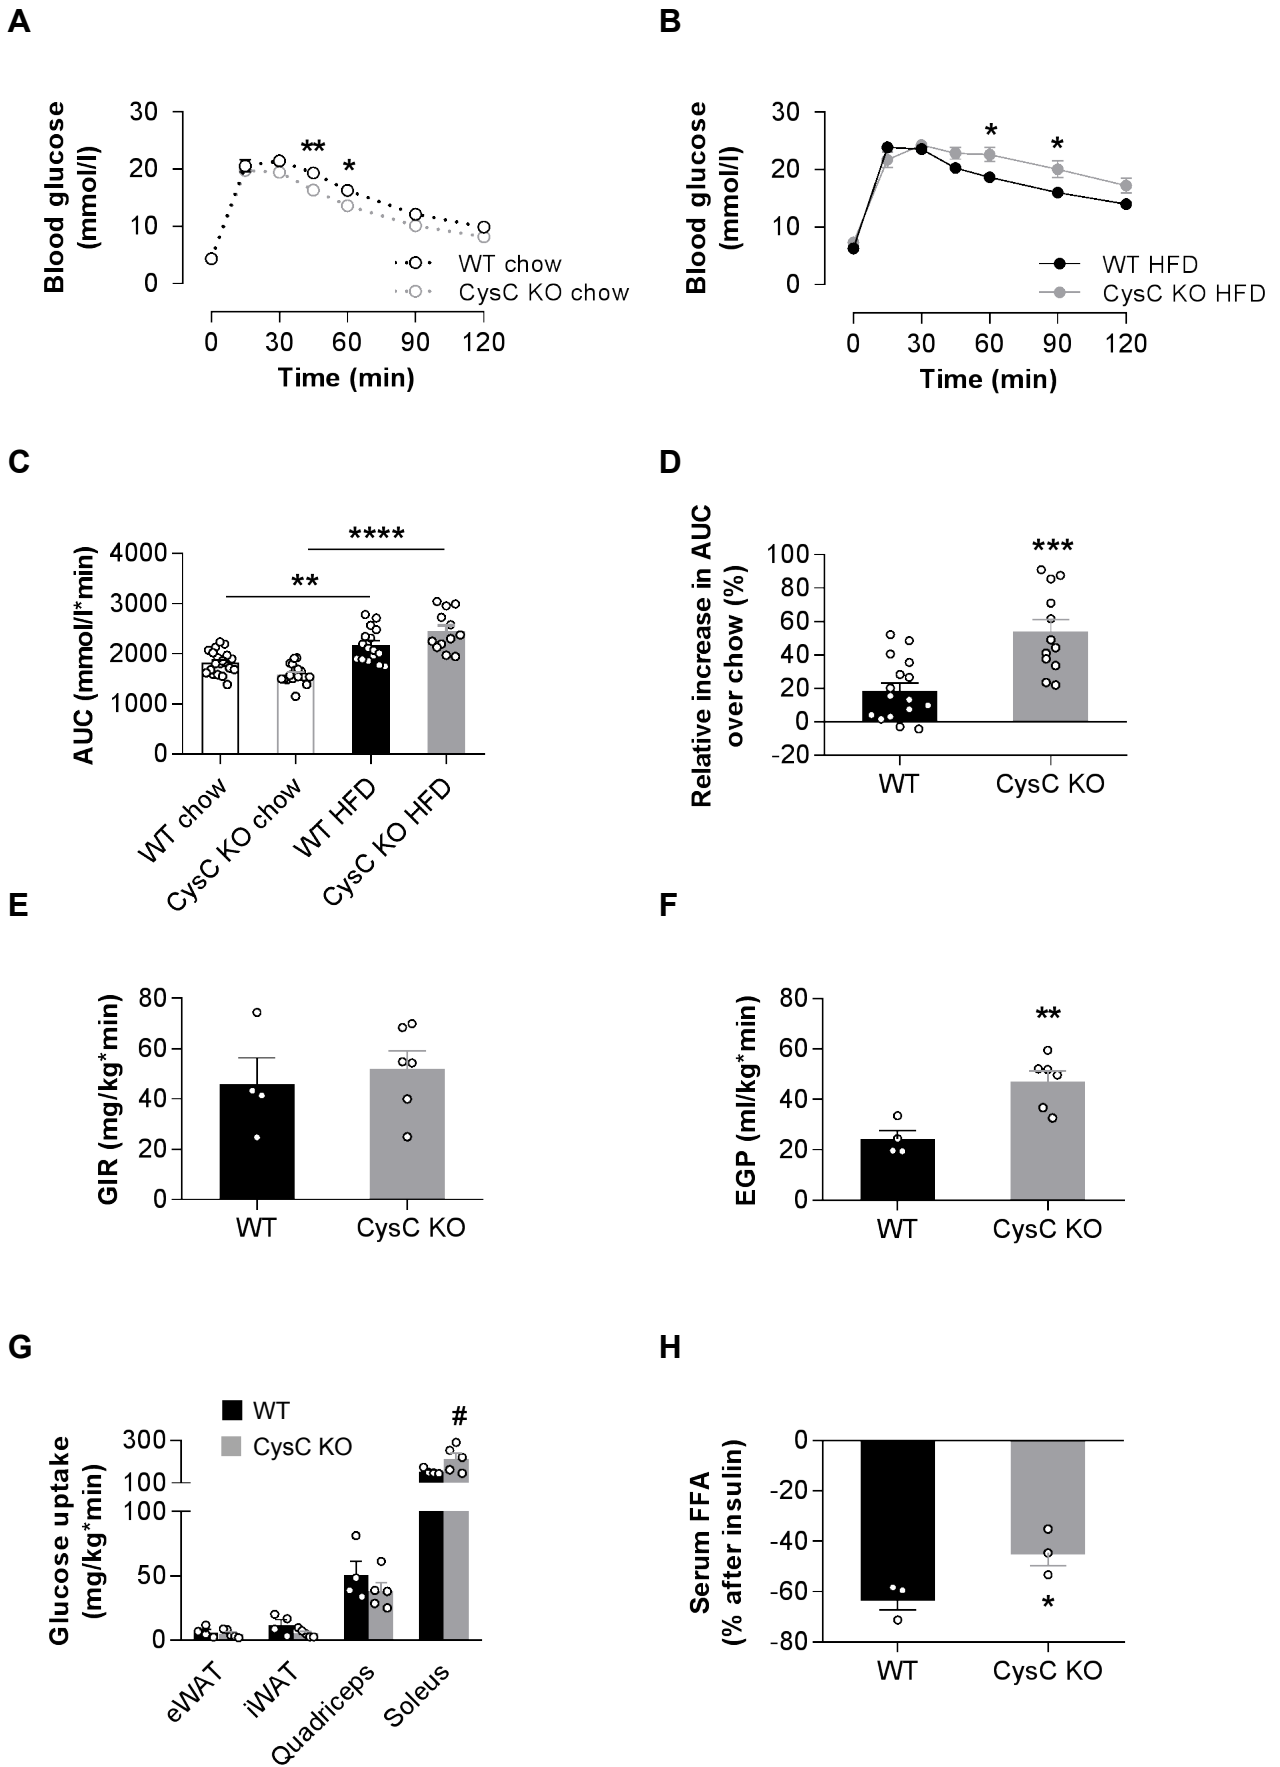 A
Blood glucose
(mmol/l)
30
20
10
0
**
*
WT chow
CysC KO chow
0 30 60 90 120
Time (min)
B
Blood glucose
(mmol/l)
30
20
10
0
*
*
WT HFD
CysC KO HFD
0 30 60 90 120
Time (min)
C
AUC (mmol/l*min)
4000
3000
2000
1000
0
****
**
WT chow
CysC KO chow
WT HFD
CysC KO HFD
D
Relative increase in AUC
over chow (%)
100
80
60
40
20
0
-20
***
WT CysC KO
E
GIR (mg/kg*min)
80
60
40
20
0
WT CysC KO
F
EGP (ml/kg*min)
80
60
40
20
0
**
WT CysC KO
G
Glucose uptake
(mg/kg*min)
WT
CysC KO
300
100
100
50
0
#
eWAT
iWAT
Quadriceps
Soleus
H
Serum FFA
(% after insulin)
0
-20
-40
-60
-80
*
WT CysC KO